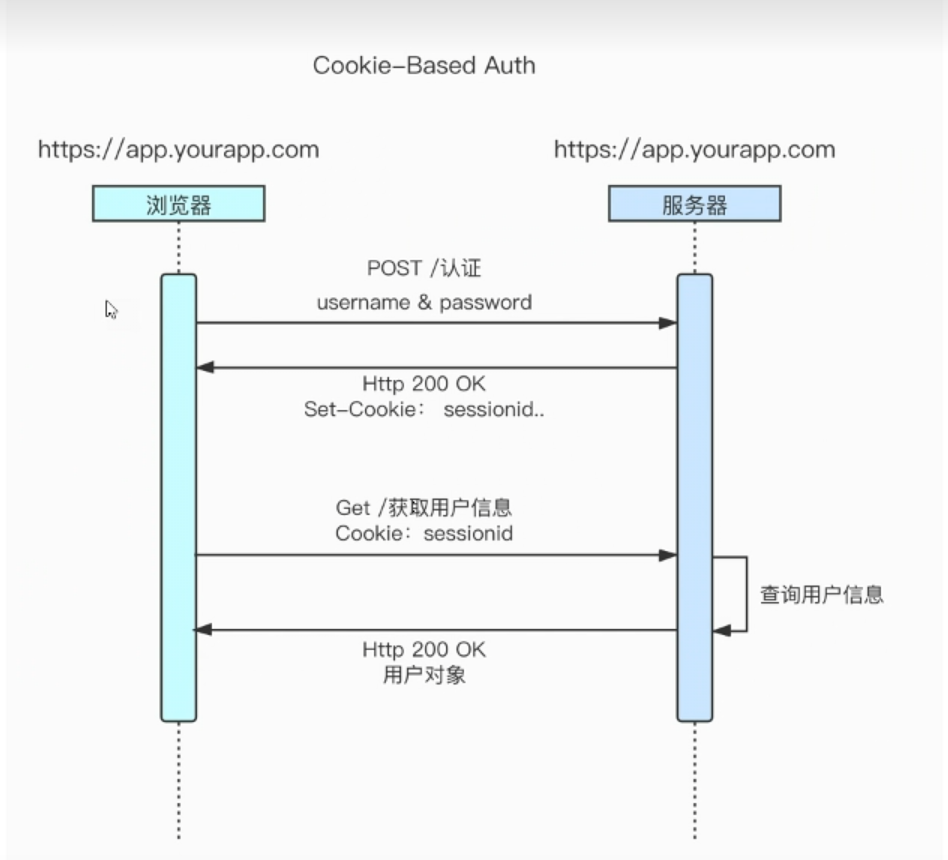 Cookie-Based Auth
https://app.yourapp.com
https://app.yourapp.com
浏览器
服务器
POST /认证
username & password
Http 200 OK
Set-Cookie: sessionid..
Get /获取用户信息
Cookie: sessionid
查询用户信息
Http 200 OK
用户对象